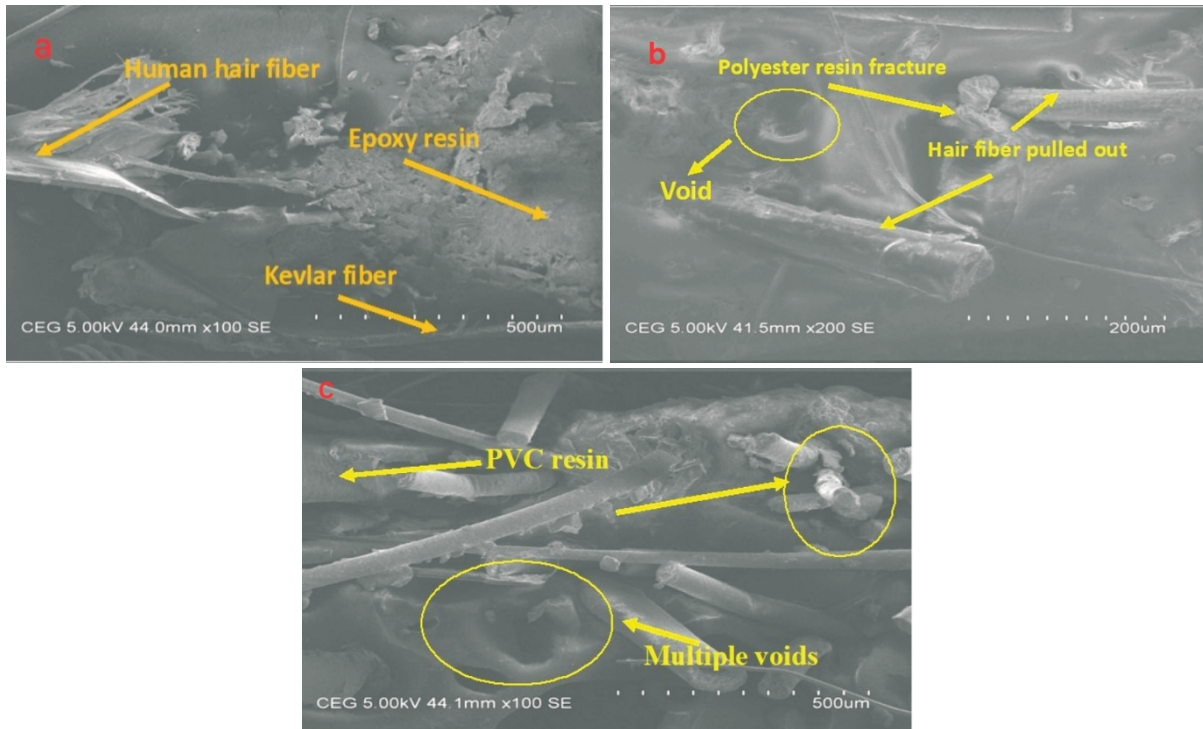 a
Human hair fiber
Epoxy resin
Kevlar fiber
CEG 5.00kV 44.0mm x100 SE
500um
b
Polyester resin fracture
Hair fiber pulled out
Void
CEG 5.00kV 41.5mm x200 SE
200um
c
PVC resin
Multiple voids
CEG 5.00kV 44.1mm x100 SE
500um